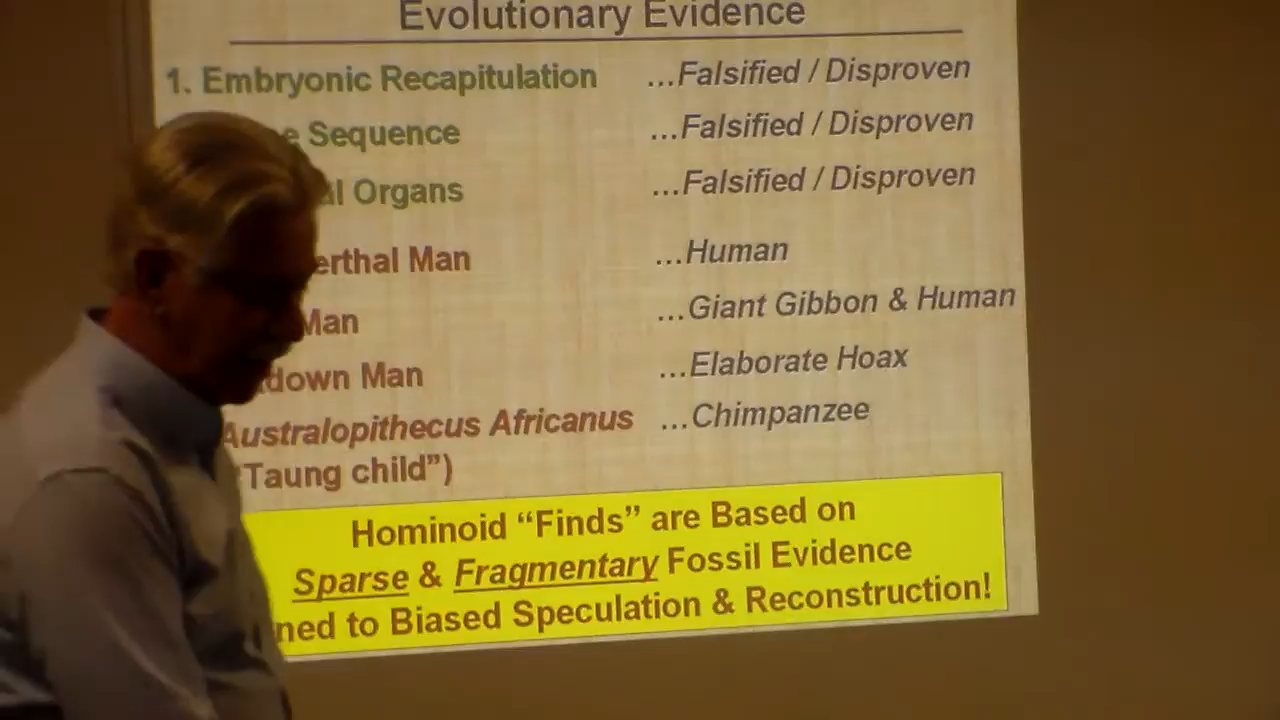 Evolutionary Evidence
1. Embryonic Recapitulation ...Falsified / Disproven
Sequence ...Falsified / Disproven
Organs ...Falsified / Disproven
Man ...Human
Man ...Giant Gibbon & Human
Man ...Elaborate Hoax
Australopithecus Africanus ...Chimpanzee
"Taung child")
Hominoid “Finds” are Based on
Sparse & Fragmentary Fossil Evidence
to Biased Speculation & Reconstruction!